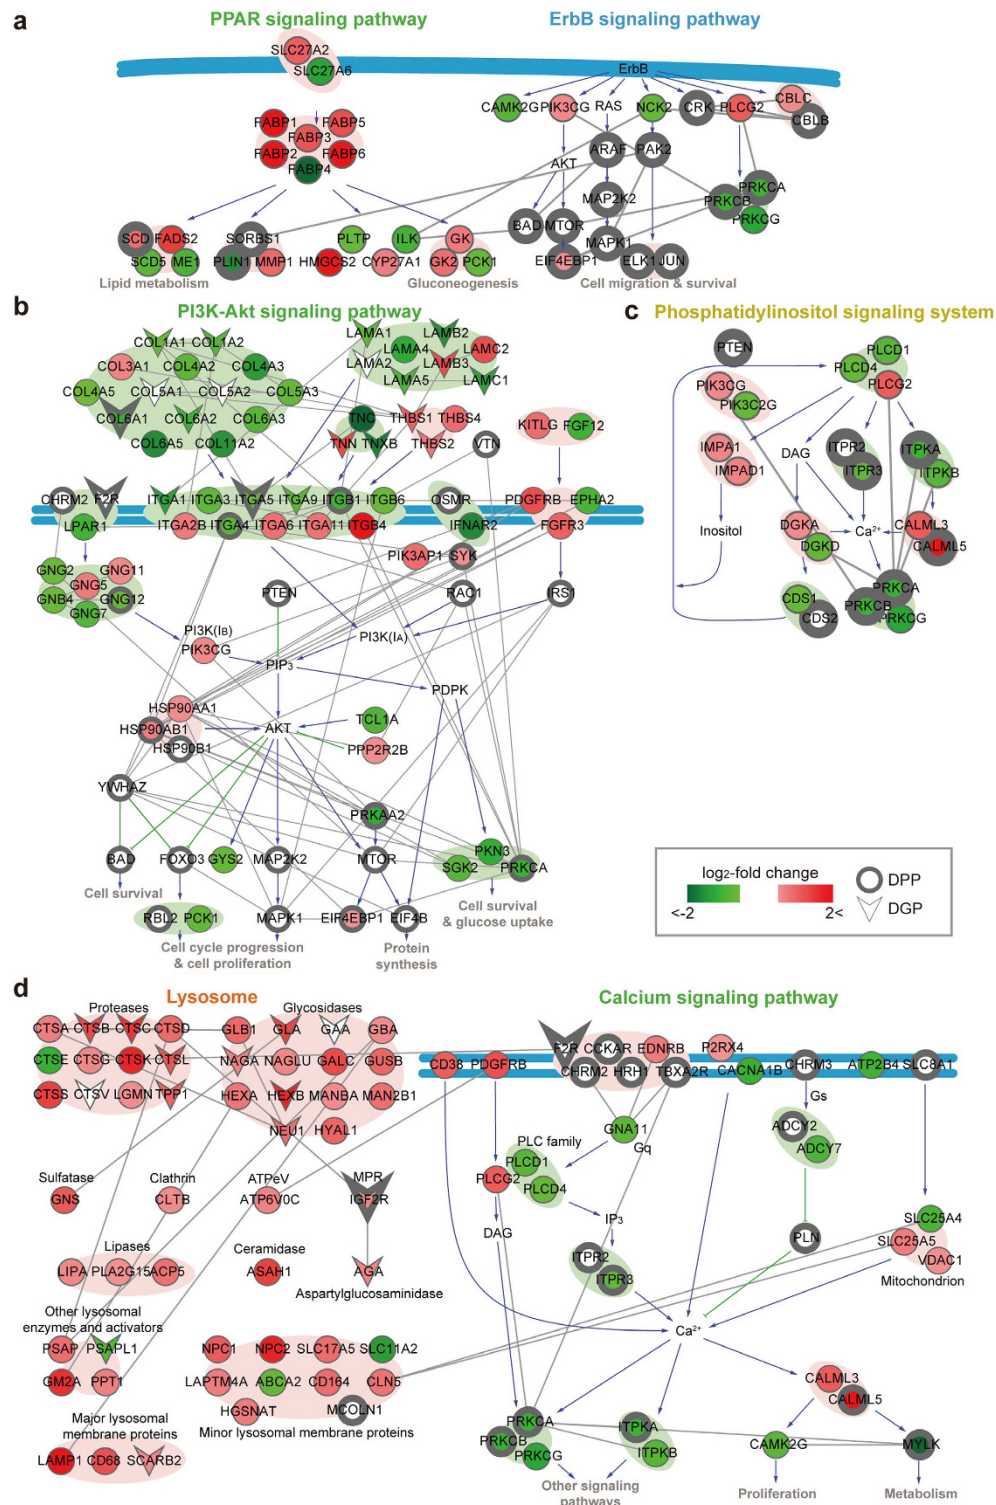 a
PPAR signaling pathway
ErbB signaling pathway
SLC27A2
SLC27A6
ErbB
CAMK2G
PIK3CG
RAS
NCK2
CRK
PLCG2
CBLC
CBLB
FABP1
FABP5
FABP3
FABP2
FABP6
FABP4
ARAF
PAK2
AKT
MAP2K2
PRKCA
PRKCB
PRKCG
BAD
MTOR
MAPK1
SCD
FADS2
SORBS1
PLTP
ILK
GK
SCD5
ME1
PLIN1
MMP1
HMGCS2
CYP27A1
GK2
PCK1
EIF4EBP1
ELK1
JUN
Lipid metabolism
Gluconeogenesis
Cell migration & survival
b
PI3K-Akt signaling pathway
COL1A1
COL1A2
COL3A1
COL4A2
COL4A3
COL4A5
COL5A1
COL5A2
COL5A3
COL6A1
COL6A2
COL6A3
COL6A5
COL11A2
LAMA1
LAMB2
LAMA4
LAMC2
LAMA2
LAMB3
LAMA5
LAMC1
TNC
THBS1
THBS4
TNN
TNXB
THBS2
VTN
KITLG
FGF12
CHRM2
F2R
ITGA1
ITGA3
ITGA5
ITGA9
ITGB1
ITGB6
OSMR
PDGFRB
EPHA2
LPAR1
ITGA2B
ITGA4
ITGA6
ITGA11
ITGB4
IFNAR2
FGFR3
PIK3AP1
SYK
GNG2
GNG11
GNG5
GNB4
GNG12
GNG7
PTEN
RAC1
IRS1
PI3K(IB)
PI3K(IA)
PIK3CG
PIP3
PDPK
HSP90AA1
HSP90AB1
HSP90B1
AKT
TCL1A
PPP2R2B
YWHAZ
PRKAA2
BAD
FOXO3
GYS2
MAP2K2
MTOR
PKN3
SGK2
PRKCA
Cell survival
RBL2
PCK1
MAPK1
EIF4EBP1
EIF4B
Cell survival
& glucose uptake
Cell cycle progression
& cell proliferation
Protein
synthesis
c
Phosphatidylinositol signaling system
PTEN
PLCD1
PLCD4
PLCG2
PIK3CG
PIK3C2G
IMPA1
IMPAD1
DAG
ITPR2
ITPR3
ITPKA
ITPKB
Inositol
DGKA
DGKD
Ca2+
CALML3
CALML5
CDS1
CDS2
PRKCA
PRKCB
PRKCG
log2-fold change
<-2
2<
DPP
DGP
d
Lysosome
Calcium signaling pathway
Proteases
Glycosidases
CTSA
CTSB
CTSC
CTSD
GLB1
GLA
GAA
GBA
CTSE
CTSG
CTSK
CTSL
NAGA
NAGLU
GALC
GUSB
CTSS
CTSV
LGMN
TPP1
HEXA
HEXB
MANBA
MAN2B1
NEU1
HYAL1
Sulfatase
GNS
Clathrin
CLTB
ATPeV
ATP6V0C
MPR
IGF2R
Lipases
LIPA
PLA2G15
ACP5
Ceramidase
ASAH1
AGA
Aspartylglucosaminidase
Other lysosomal
enzymes and activators
PSAP
PSAPL1
GM2A
PPT1
NPC1
NPC2
SLC17A5
SLC11A2
LAPTM4A
ABCA2
CD164
CLN5
HGSNAT
MCOLN1
Minor lysosomal membrane proteins
Major lysosomal
membrane proteins
LAMP1
CD68
SCARB2
CD38
PDGFRB
F2R
CCKAR
EDNRB
P2RX4
CHRM3
ATP2B4
SLC8A1
CHRM2
HRH1
TBXA2R
CACNA1B
Gs
GNA11
Gq
ADCY2
ADCY7
PLC family
PLCD1
PLCG2
PLCD4
DAG
IP3
ITPR2
ITPR3
PLN
SLC25A4
SLC25A5
VDAC1
Mitochondrion
Ca2+
CALML3
CALML5
PRKCA
PRKCB
PRKCG
ITPKA
ITPKB
CAMK2G
MYLK
Other signaling
pathways
Proliferation
Metabolism